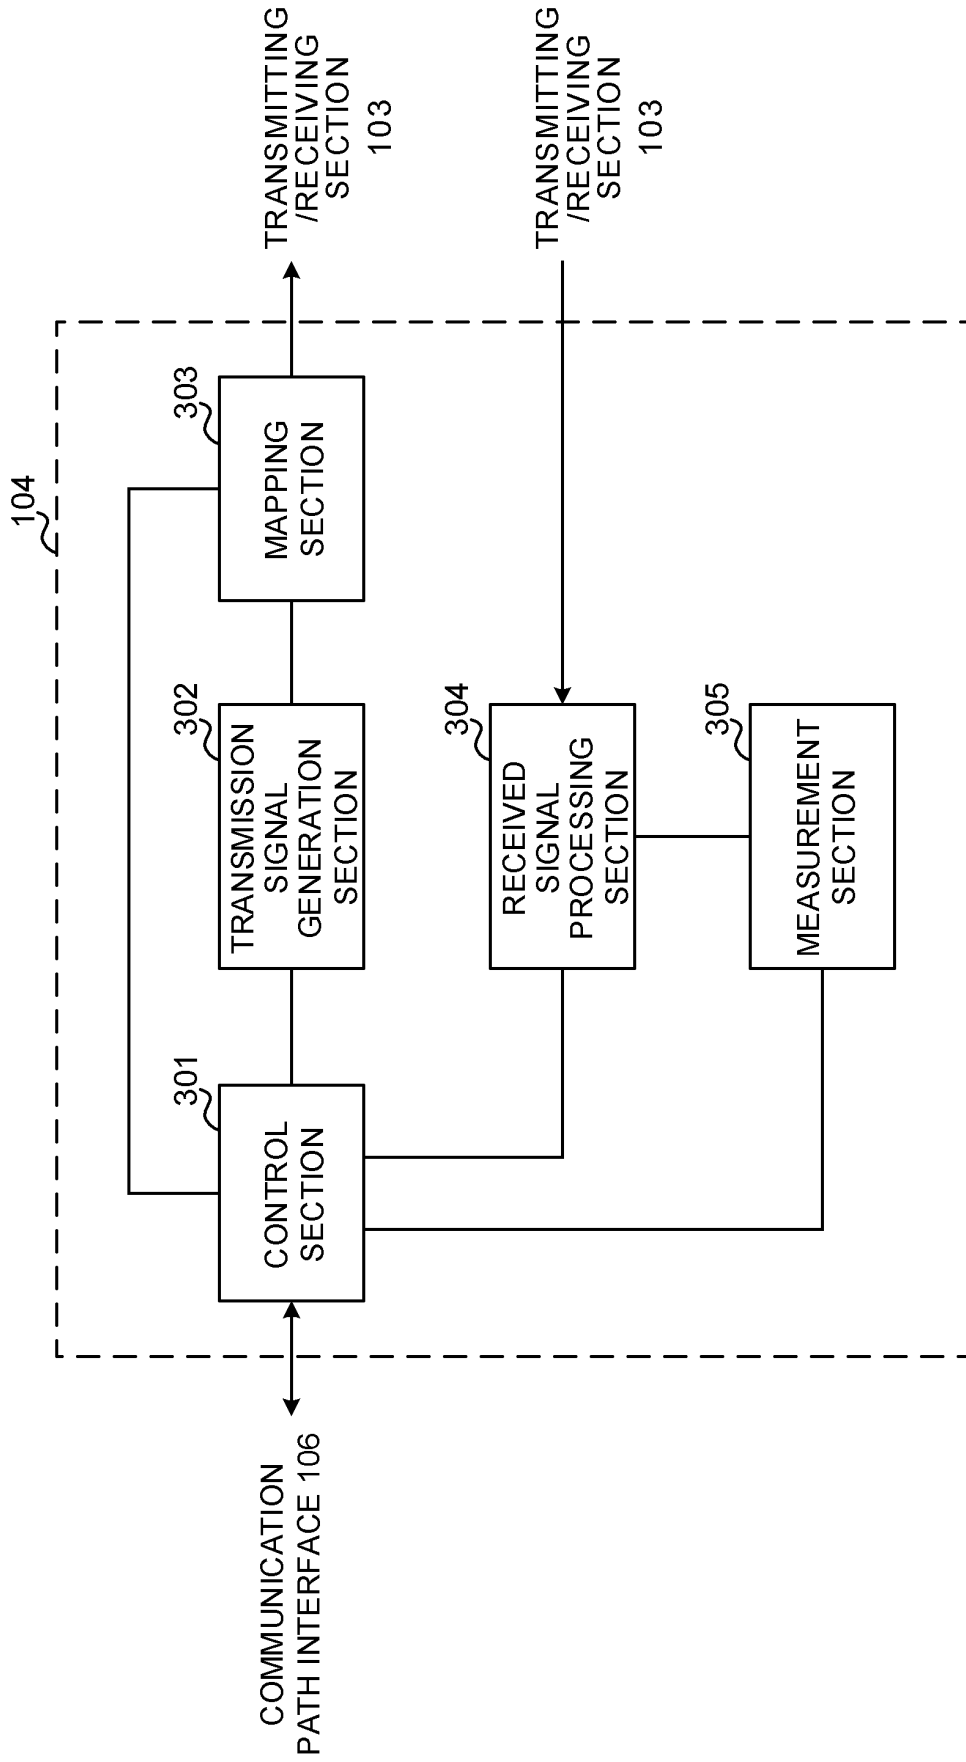 104
COMMUNICATION
PATH INTERFACE 106
301
CONTROL
SECTION
302
TRANSMISSION
SIGNAL
GENERATION
SECTION
303
MAPPING
SECTION
TRANSMITTING
/RECEIVING
SECTION
103
304
RECEIVED
SIGNAL
PROCESSING
SECTION
TRANSMITTING
/RECEIVING
SECTION
103
305
MEASUREMENT
SECTION